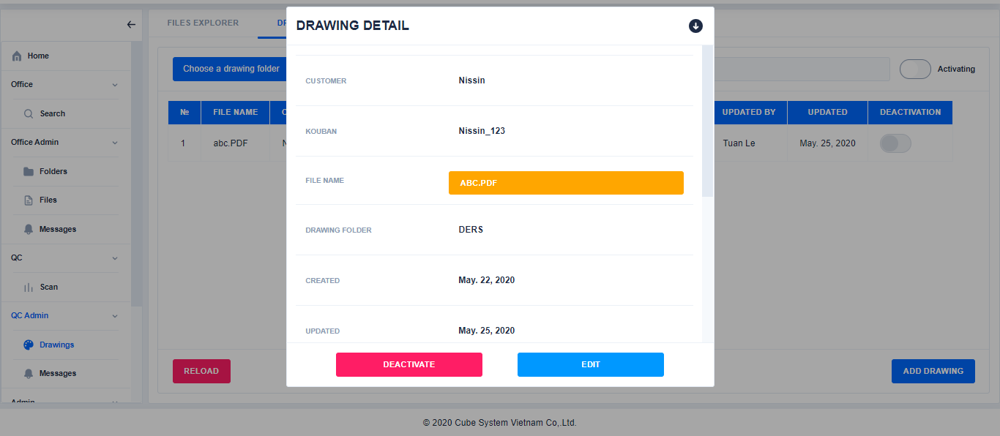 Home
Office
Search
Office Admin
Folders
Files
Messages
QC
Scan
QC Admin
Drawings
Messages
Admin
FILES EXPLORER
Choose a drawing folder
Activating
№ FILE NAME UPDATED BY UPDATED DEACTIVATION
1 abc.PDF Tuan Le May. 25, 2020
RELOAD
ADD DRAWING
DRAWING DETAIL
CUSTOMER Nissin
KOUBAN Nissin_123
FILE NAME ABC.PDF
DRAWING FOLDER DERS
CREATED May. 22, 2020
UPDATED May. 25, 2020
DEACTIVATE EDIT
© 2020 Cube System Vietnam Co,.Ltd.